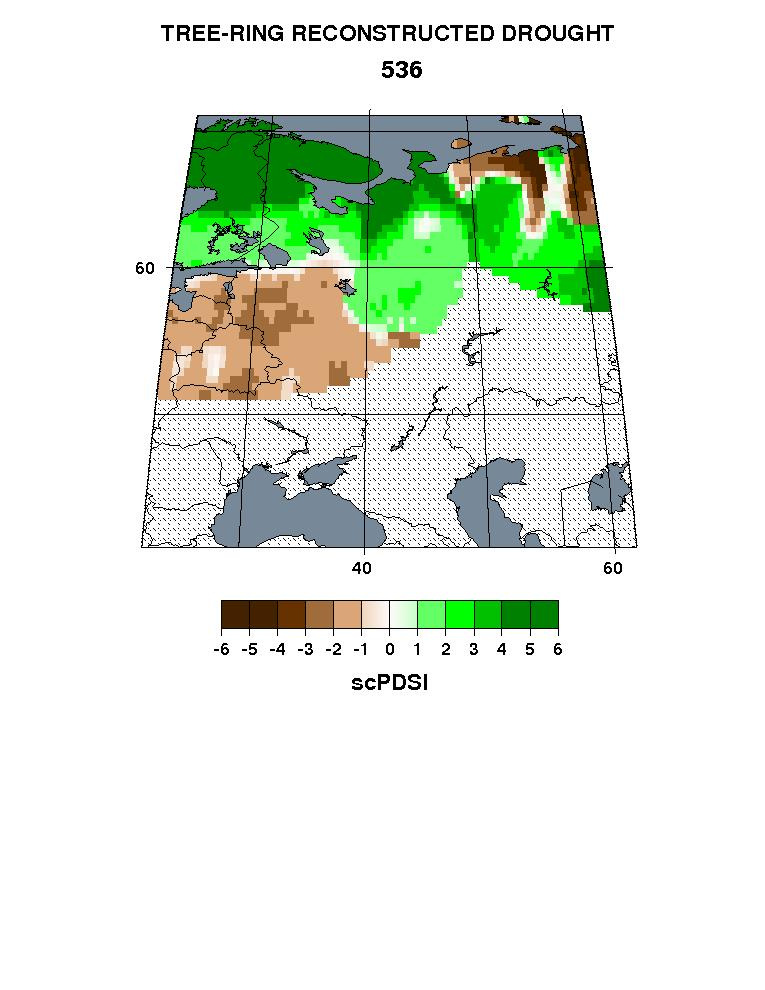 TREE-RING RECONSTRUCTED DROUGHT
536
60
40 60
-6 -5 -4 -3 -2 -1 0 1 2 3 4 5 6
scPDSI